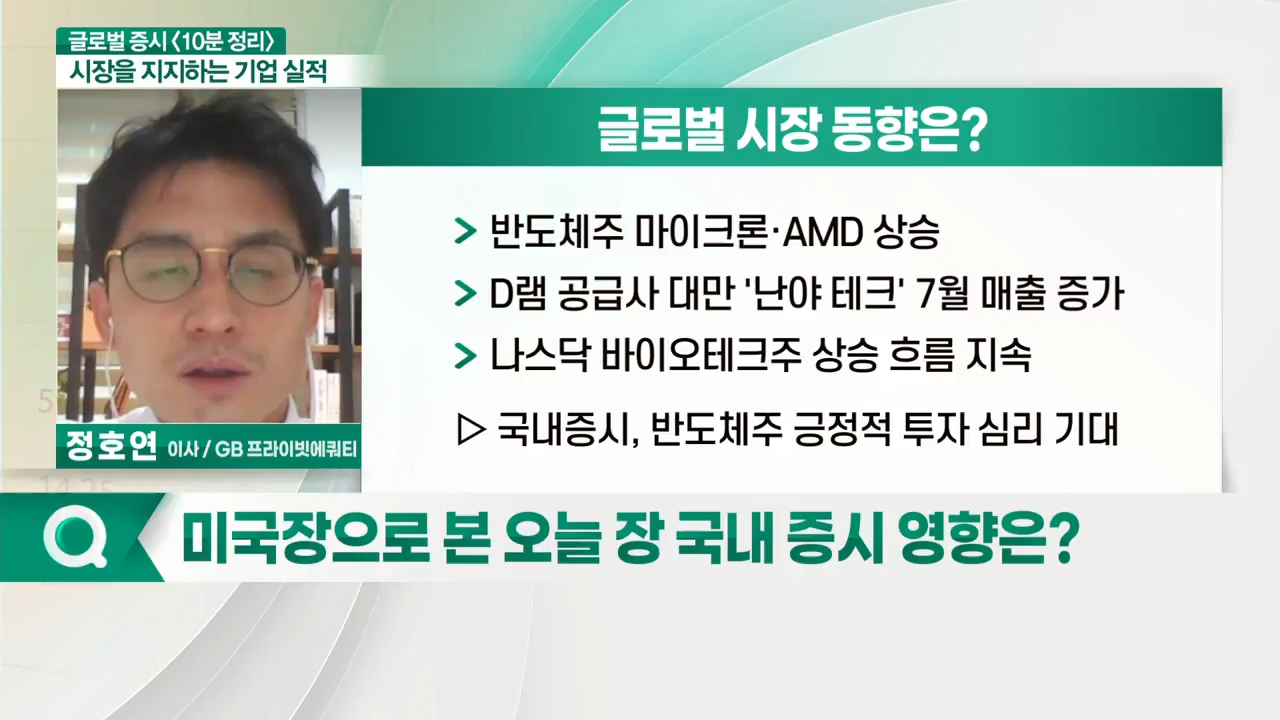 글로벌 증시 <10분 정리>
시장을 지지하는 기업 실적
글로벌 시장 동향은?
> 반도체주 마이크론·AMD 상승
> D램 공급사 대만 '난야 테크' 7월 매출 증가
> 나스닥 바이오테크주 상승 흐름 지속
▷ 국내증시, 반도체주 긍정적 투자 심리 기대
정호연 이사 / GB 프라이빗에쿼티
Q 미국장으로 본 오늘 장 국내 증시 영향은?